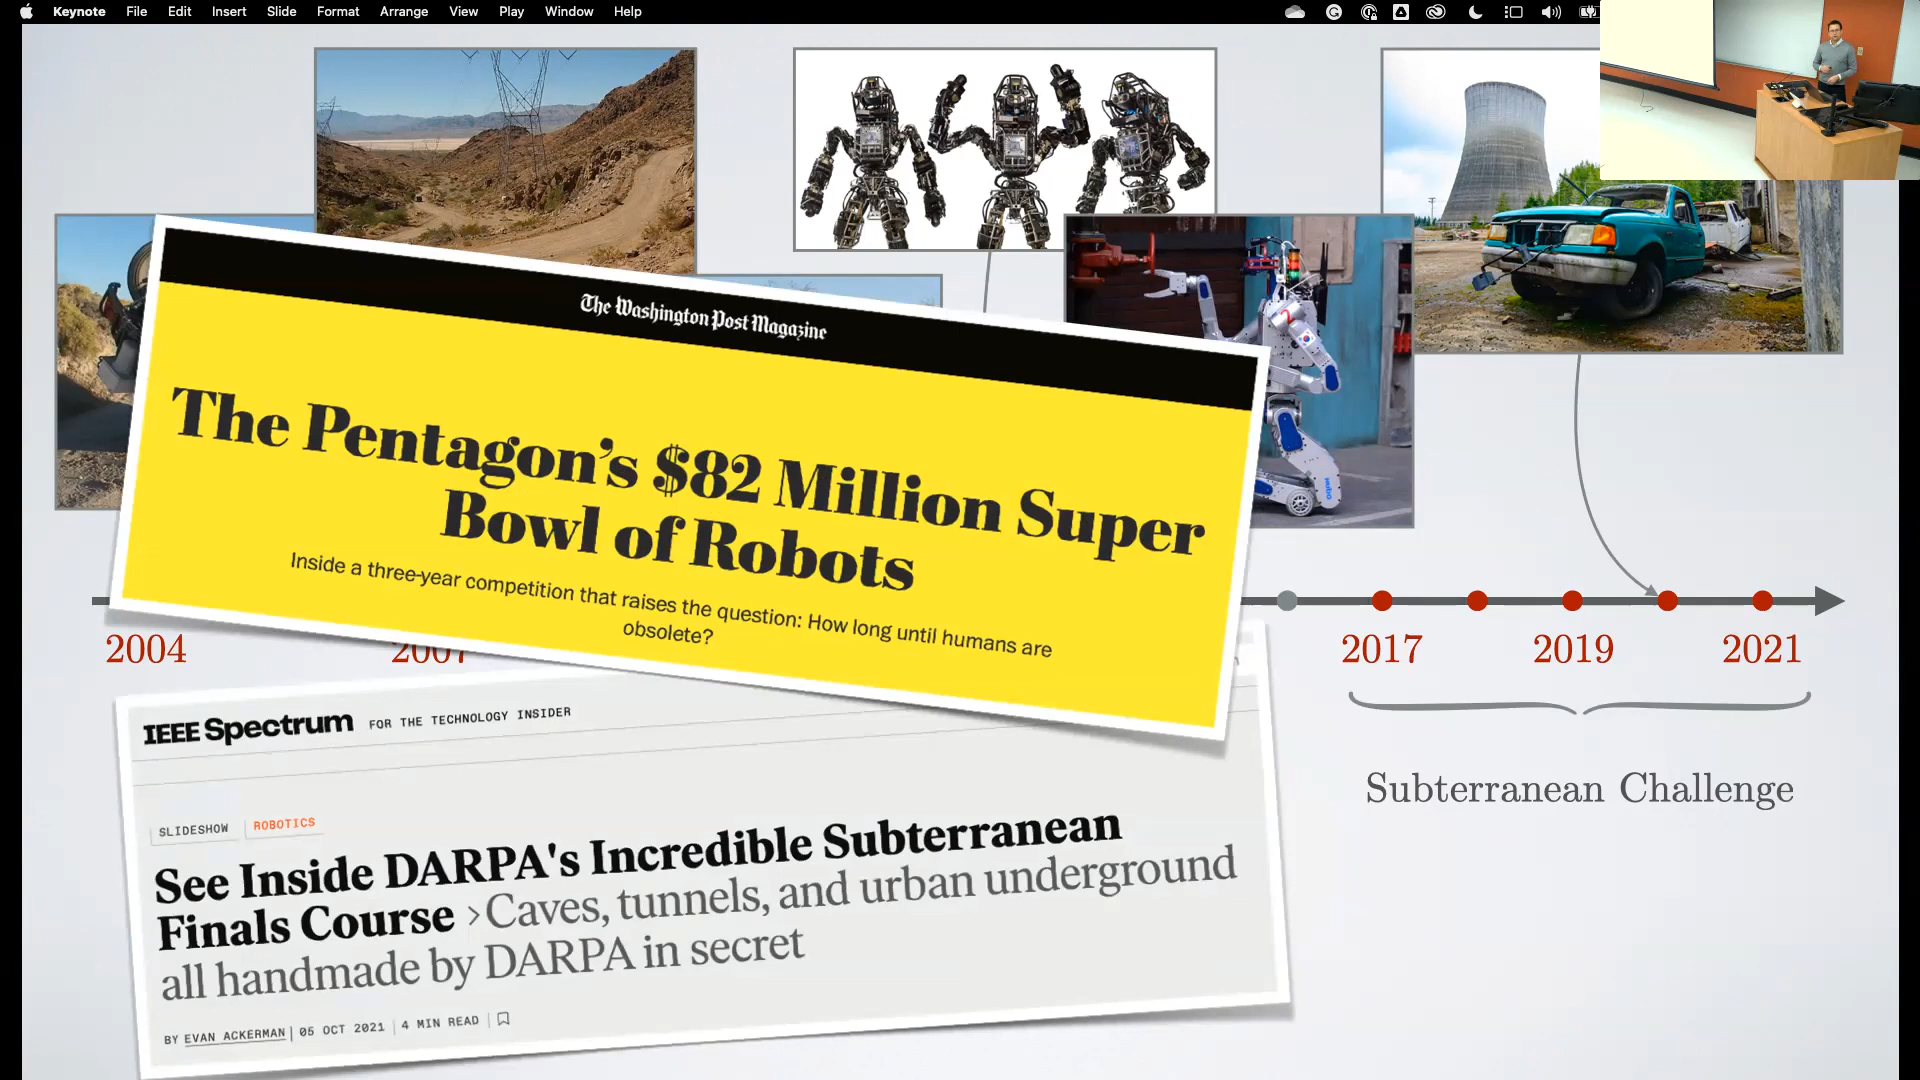 Keynote File Edit Insert Slide Format Arrange View Play Window Help
The Washington Post Magazine
The Pentagon's $82 Million Super
Bowl of Robots
Inside a three-year competition that raises the question: How long until humans are
obsolete?
2004
2007
2017
2019
2021
Subterranean Challenge
IEEE Spectrum FOR THE TECHNOLOGY INSIDER
SLIDESHOW ROBOTICS
See Inside DARPA's Incredible Subterranean
Finals Course › Caves, tunnels, and urban underground
all handmade by DARPA in secret
BY EVAN ACKERMAN 05 OCT 2021 4 MIN READ